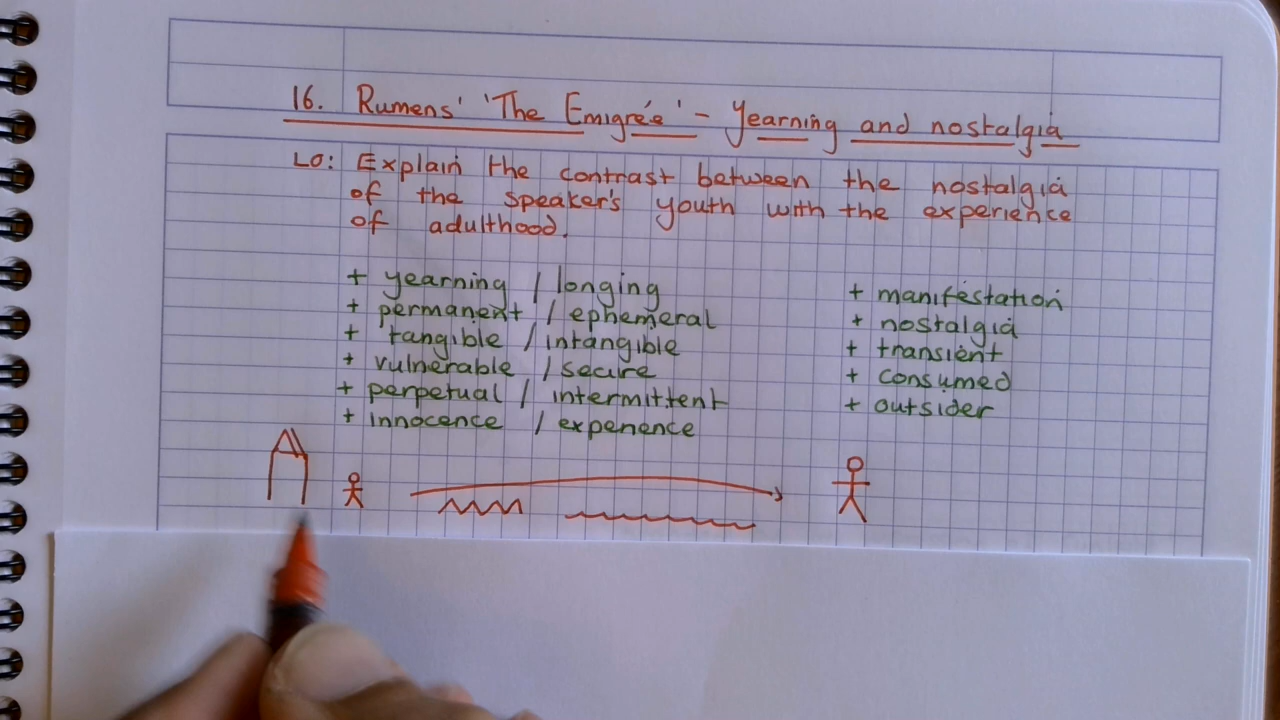 16. Rumens' 'The Emigrée' - Yearning and nostalgia
LO: Explain the contrast between the nostalgia
of the speaker's youth with the experience
of adulthood.
+ yearning / longing
+ permanent / ephemeral
+ tangible / intangible
+ vulnerable / secure
+ perpetual / intermittent
+ innocence / experience
+ manifestation
+ nostalgia
+ transient
+ consumed
+ outsider